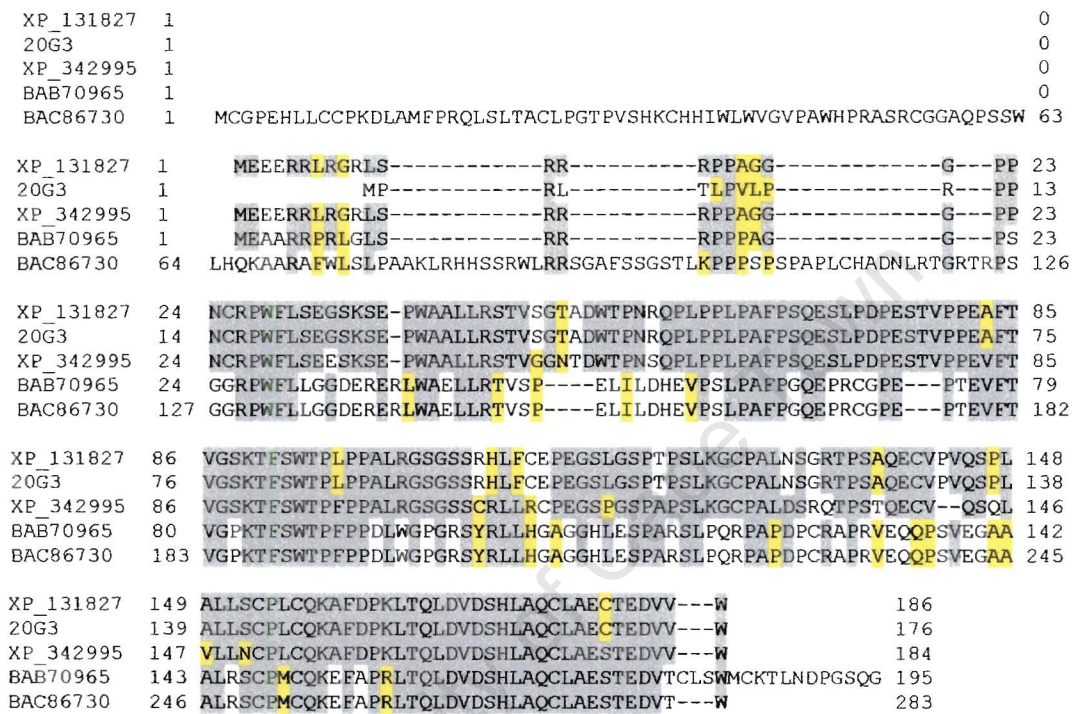 XP_131827 1 0
20G3 1 0
XP_342995 1 0
BAB70965 1 0
BAC86730 1 MCGPEHLLCCPKDLAMFPRQLSLTACLPGTPVSHKCHHIWLWVGVPAWHPRASRCGGAQPSSW 63
XP_131827 1 MEEERRLRGRLS------------RR------------RPPAGG------------G---PP 23
20G3 1 MP------------RL------------TLPVLP------------R---PP 13
XP_342995 1 MEEERRLRGRLS------------RR------------RPPAGG------------G---PP 23
BAB70965 1 MEAARRPRLGLS------------RR------------RPPPAG------------G---PS 23
BAC86730 64 LHQKAARAFWLSLPAAKLRHHSSRWLRRSGAFSSGSTLKPPPSPSPAPLCHADNLRTGRTRPS 126
XP_131827 24 NCRPWFLSEGSKSE-PWAALLRSTVSGTADWTPNRQPLPPLPAFPSQESLPDPESTVPPEAFT 85
20G3 14 NCRPWFLSEGSKSE-PWAALLRSTVSGTADWTPNRQPLPPLPAFPSQESLPDPESTVPPEAFT 75
XP_342995 24 NCRPWFLSEESKSE-PWAALLRSTVGGNTDWTPNSQPLPPLPAFPSQESLPDPESTVPPEVFT 85
BAB70965 24 GGRPWFLLGGDERERLWAELLRTVSP----ELILDHEVPSLPAFPGQEPRCGPE---PTEVFT 79
BAC86730 127 GGRPWFLLGGDERERLWAELLRTVSP----ELILDHEVPSLPAFPGQEPRCGPE---PTEVFT 182
XP_131827 86 VGSKTFSWTPLPPALRGSGSSRHLFCEPEGSLGSPTPSLKGCPALNSGRTPSAQECVPVQSPL 148
20G3 76 VGSKTFSWTPLPPALRGSGSSRHLFCEPEGSLGSPTPSLKGCPALNSGRTPSAQECVPVQSPL 138
XP_342995 86 VGSKTFSWTPFPPALRGSGSSCRLLRCPEGSPGSPAPSLKGCPALDSRQTPSTQECV--QSQL 146
BAB70965 80 VGPKTFSWTPFPPDLWGPGRSYRLLHGAGGHLESPARSLPQRPAPDPCRAPRVEQQPSVEGAA 142
BAC86730 183 VGPKTFSWTPFPPDLWGPGRSYRLLHGAGGHLESPARSLPQRPAPDPCRAPRVEQQPSVEGAA 245
XP_131827 149 ALLSCPLCQKAFDPKLTQLDVDSHLAQCLAECTEDVV---W 186
20G3 139 ALLSCPLCQKAFDPKLTQLDVDSHLAQCLAECTEDVV---W 176
XP_342995 147 VLLNCPLCQKAFDPKLTQLDVDSHLAQCLAESTEDVV---W 184
BAB70965 143 ALRSCPMCQKEFAPRLTQLDVDSHLAQCLAESTEDVTCLSWMCKTLNDPGSQG 195
BAC86730 246 ALRSCPMCQKEFAPRLTQLDVDSHLAQCLAESTEDVT---W 283